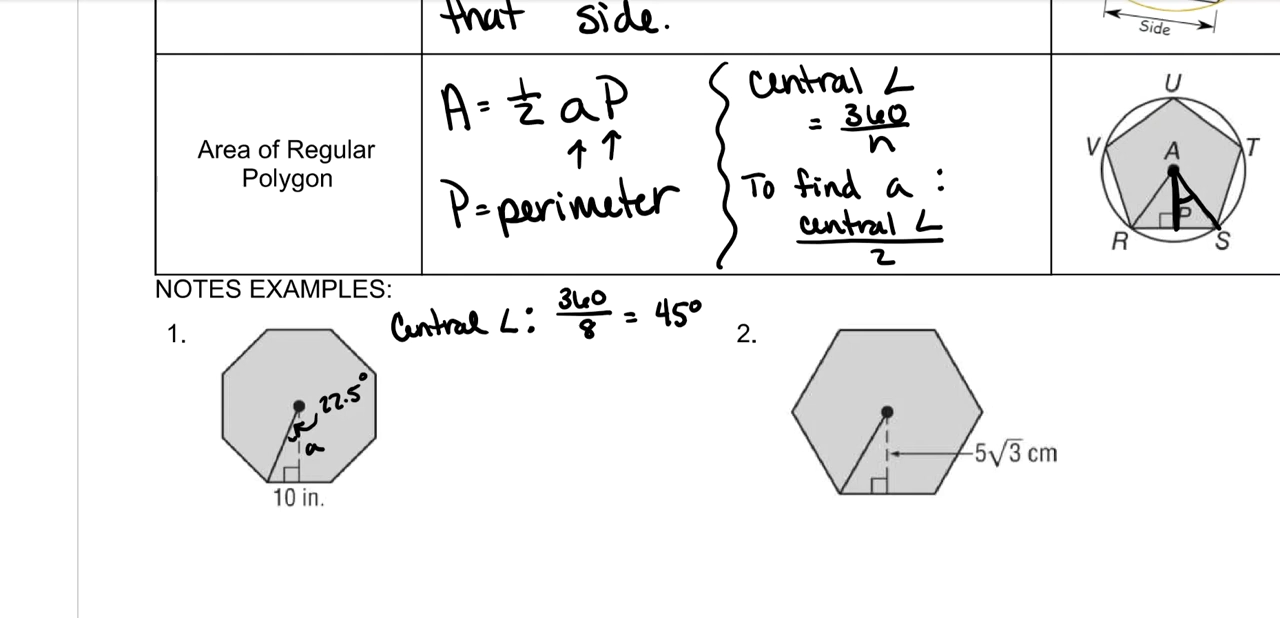 that side.
Side
Area of Regular
Polygon
A = 1/2 aP
↑ ↑
P = perimeter
central ∠
= 360/n
To find a :
central ∠/2
U
V
A
T
P
R
S
NOTES EXAMPLES:
1.
Central ∠: 360/8 = 45°
22.5°
a
10 in.
2.
5√3 cm